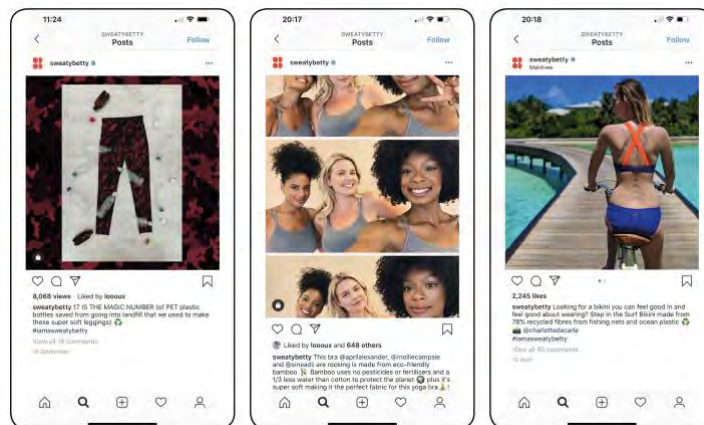 11:24
SWEATYBETTY
Posts
Follow
sweatybetty
8,068 views Liked by loooux
sweatybetty 17 IS THE MAGIC NUMBER (of PET plastic
bottles saved from going into landfill that we used to make
these super soft leggings)
#iamsweatybetty
View all 18 comments
20:17
SWEATYBETTY
Posts
Follow
sweatybetty
Liked by loooux and 648 others
sweatybetty This bra @aprilalexander, @molliecampsie
and @sineadi are rocking is made from eco-friendly
bamboo Bamboo uses no pesticides or fertilisers and a
1/3 less water than cotton to protect the planet plus it's
super soft making it the perfect fabric for this yoga bra !
20:18
SWEATYBETTY
Posts
Follow
sweatybetty
Maldives
2,245 likes
sweatybetty Looking for a bikini you can feel good in and
feel good about wearing? Step in the Surf Bikini made from
78% recycled fibres from fishing nets and ocean plastic
@charlottedecarle
#iamsweatybetty